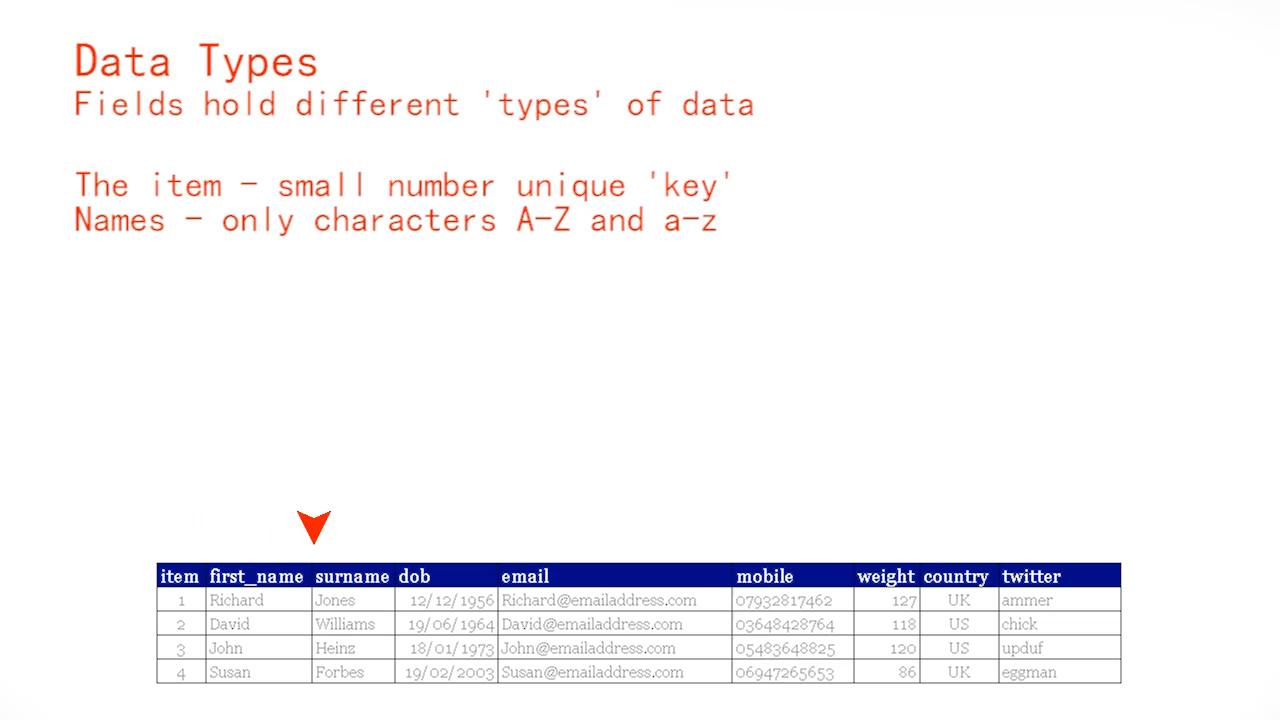 Data Types
Fields hold different 'types' of data
The item - small number unique 'key'
Names - only characters A-Z and a-z
item first_name surname dob email mobile weight country twitter
1 Richard Jones 12/12/1956 Richard@emailaddress.com 07932817462 127 UK ammer
2 David Williams 19/06/1964 David@emailaddress.com 03648428764 118 US chick
3 John Heinz 18/01/1973 John@emailaddress.com 05483648825 120 US upduf
4 Susan Forbes 19/02/2003 Susan@emailaddress.com 06947265653 86 UK eggman